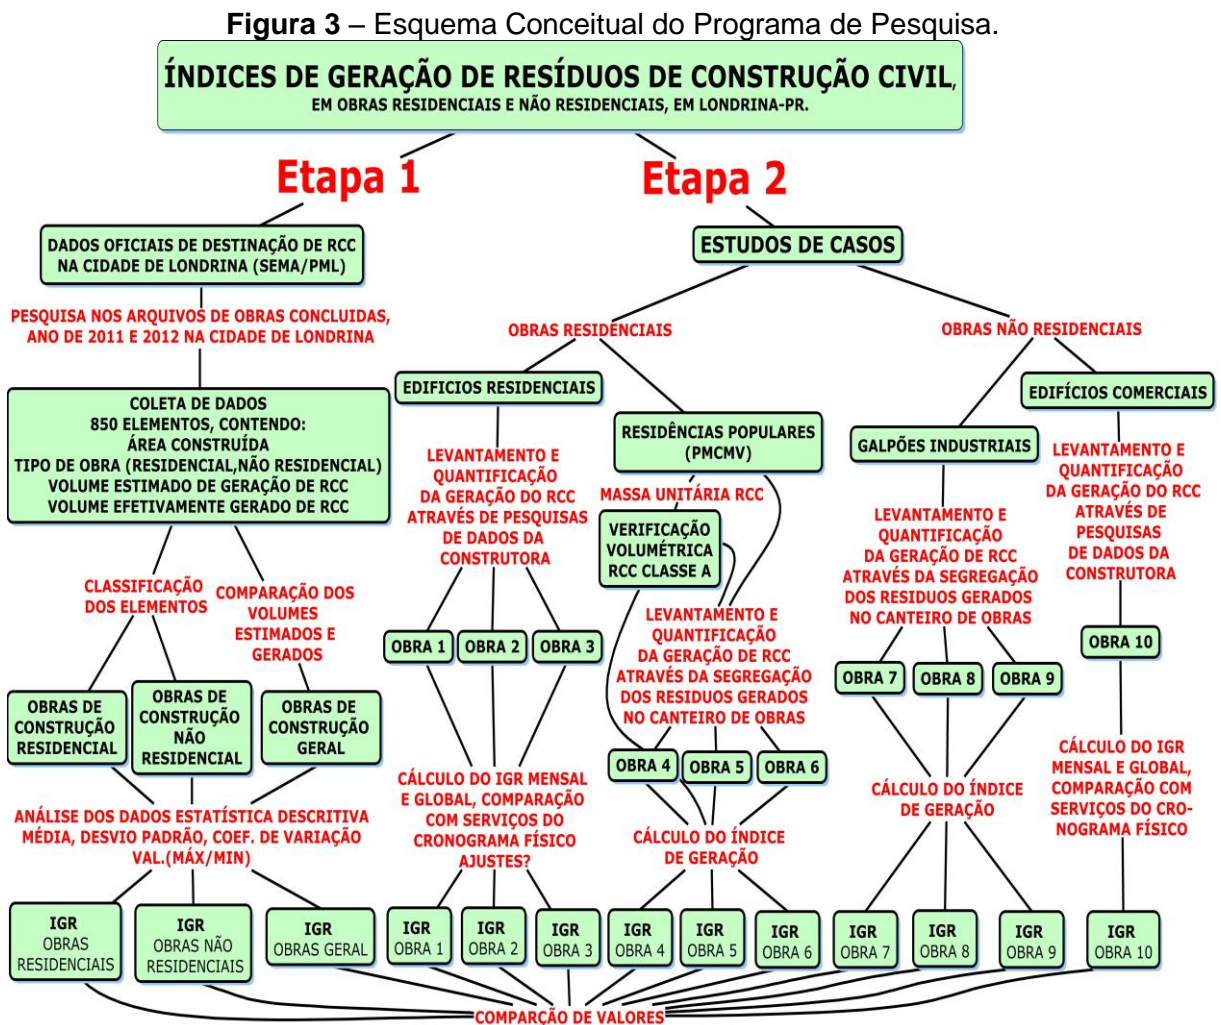 Figura 3 – Esquema Conceitual do Programa de Pesquisa.
ÍNDICES DE GERAÇÃO DE RESÍDUOS DE CONSTRUÇÃO CIVIL,
EM OBRAS RESIDENCIAIS E NÃO RESIDENCIAIS, EM LONDRINA-PR.
Etapa 1
Etapa 2
DADOS OFICIAIS DE DESTINAÇÃO DE RCC
NA CIDADE DE LONDRINA (SEMA/PML)
ESTUDOS DE CASOS
PESQUISA NOS ARQUIVOS DE OBRAS CONCLUIDAS,
ANO DE 2011 E 2012 NA CIDADE DE LONDRINA
OBRAS RESIDENCIAIS
OBRAS NÃO RESIDENCIAIS
COLETA DE DADOS
850 ELEMENTOS, CONTENDO:
ÁREA CONSTRUÍDA
TIPO DE OBRA (RESIDENCIAL,NÃO RESIDENCIAL)
VOLUME ESTIMADO DE GERAÇÃO DE RCC
VOLUME EFETIVAMENTE GERADO DE RCC
EDIFICIOS RESIDENCIAIS
RESIDÊNCIAS POPULARES
(PMCMV)
GALPÕES INDUSTRIAIS
EDIFÍCIOS COMERCIAIS
LEVANTAMENTO E
QUANTIFICAÇÃO
DA GERAÇÃO DO RCC
ATRAVÉS DE PESQUISAS
DE DADOS DA
CONSTRUTORA
MASSA UNITÁRIA RCC
VERIFICAÇÃO
VOLUMÉTRICA
RCC CLASSE A
LEVANTAMENTO E
QUANTIFICAÇÃO
DA GERAÇÃO DE RCC
ATRAVÉS DA SEGREGAÇÃO
DOS RESIDUOS GERADOS
NO CANTEIRO DE OBRAS
LEVANTAMENTO E
QUANTIFICAÇÃO
DA GERAÇÃO DO RCC
ATRAVÉS DE
PESQUISAS
DE DADOS DA
CONSTRUTORA
CLASSIFICAÇÃO
DOS ELEMENTOS
COMPARAÇÃO DOS
VOLUMES
ESTIMADOS E
GERADOS
LEVANTAMENTO E
QUANTIFICAÇÃO
DA GERAÇÃO DE RCC
ATRAVÉS DA SEGREGAÇÃO
DOS RESIDUOS GERADOS
NO CANTEIRO DE OBRAS
OBRA 1
OBRA 2
OBRA 3
OBRA 10
OBRA 7
OBRA 8
OBRA 9
OBRAS DE
CONSTRUÇÃO
RESIDENCIAL
OBRAS DE
CONSTRUÇÃO
NÃO
RESIDENCIAL
OBRAS DE
CONSTRUÇÃO
GERAL
OBRA 4
OBRA 5
OBRA 6
ANÁLISE DOS DADOS ESTATÍSTICA DESCRITIVA
MÉDIA, DESVIO PADRÃO, COEF. DE VARIAÇÃO
VAL.(MÁX/MIN)
CÁLCULO DO IGR MENSAL
E GLOBAL, COMPARAÇÃO
COM SERVIÇOS DO
CRONOGRAMA FÍSICO
AJUSTES?
CÁLCULO DO ÍNDICE
DE GERAÇÃO
CÁLCULO DO ÍNDICE
DE GERAÇÃO
CÁLCULO DO IGR
MENSAL E GLOBAL,
COMPARAÇÃO COM
SERVIÇOS DO CRO-
NOGRAMA FÍSICO
IGR
OBRAS
RESIDENCIAIS
IGR
OBRAS NÃO
RESIDENCIAIS
IGR
OBRAS GERAL
IGR
OBRA 1
IGR
OBRA 2
IGR
OBRA 3
IGR
OBRA 4
IGR
OBRA 5
IGR
OBRA 6
IGR
OBRA 7
IGR
OBRA 8
IGR
OBRA 9
IGR
OBRA 10
COMPARÇÃO DE VALORES